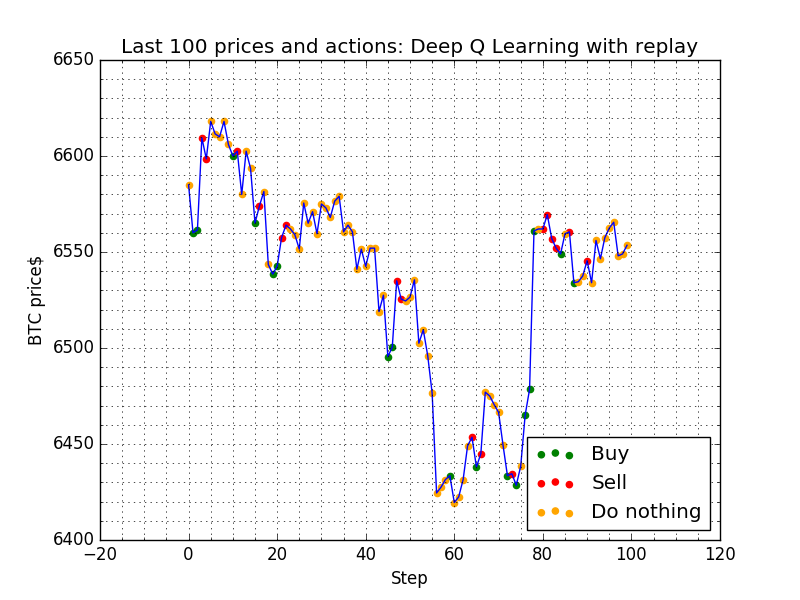 Last 100 prices and actions: Deep Q Learning with replay
6650
6600
6550
6500
6450
6400
BTC price$
Buy
Sell
Do nothing
−20
0
20
40
60
80
100
120
Step